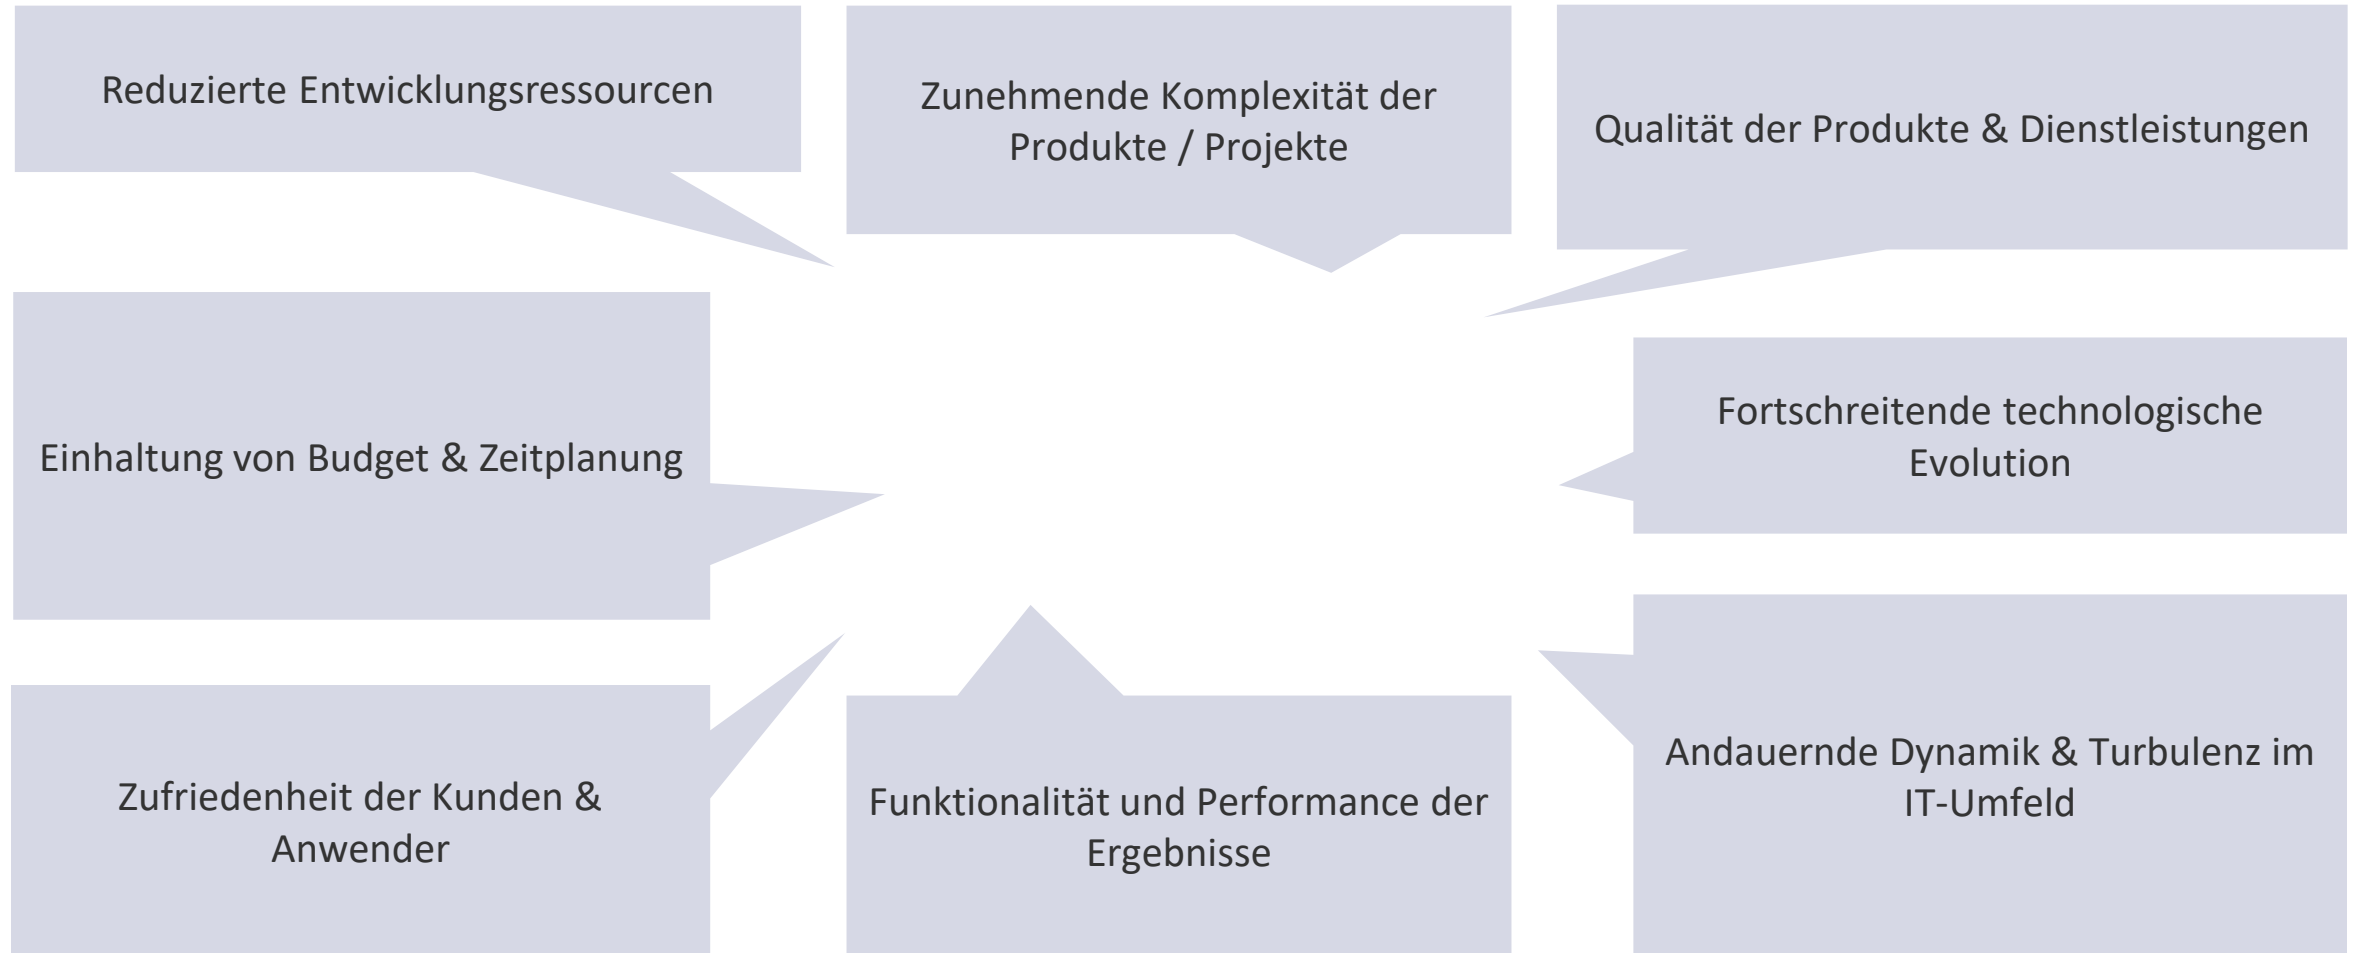 Reduzierte Entwicklungsressourcen
Zunehmende Komplexität der
Produkte / Projekte
Qualität der Produkte & Dienstleistungen
Einhaltung von Budget & Zeitplanung
Fortschreitende technologische
Evolution
Zufriedenheit der Kunden &
Anwender
Funktionalität und Performance der
Ergebnisse
Andauernde Dynamik & Turbulenz im
IT-Umfeld